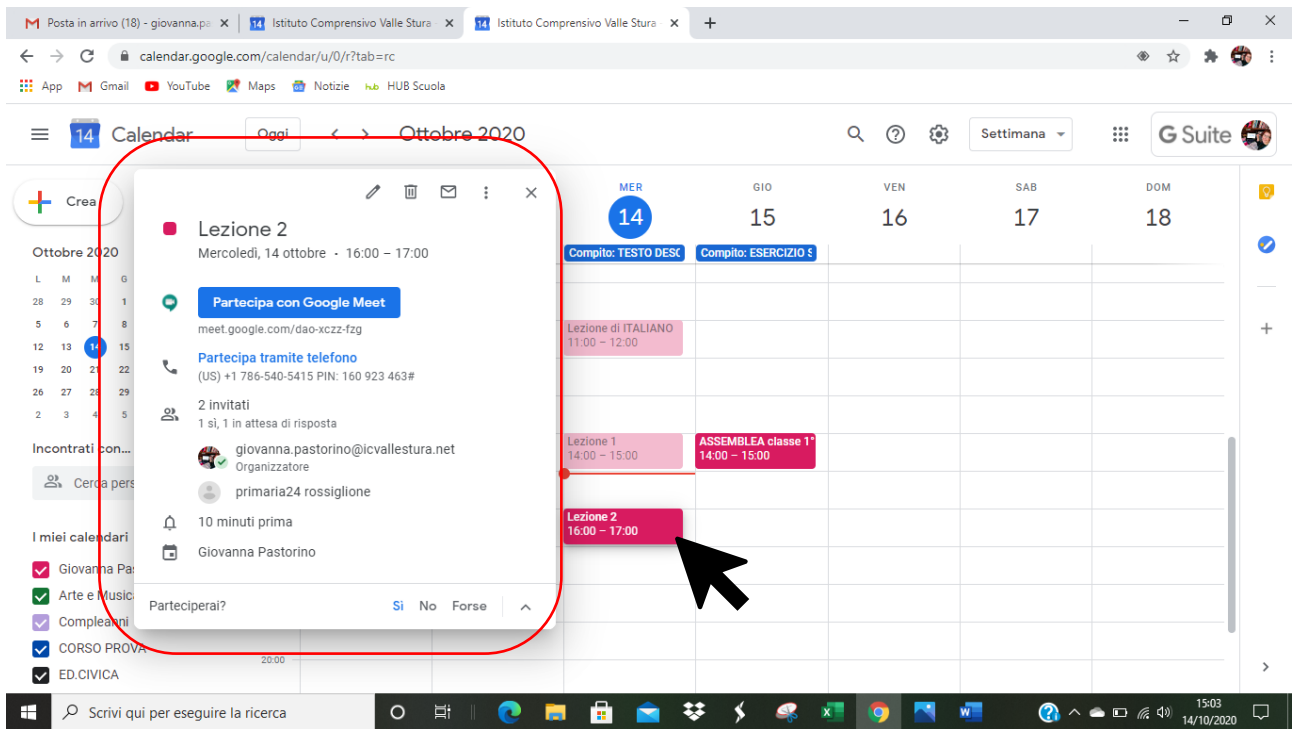 Posta in arrivo (18) - giovanna.pa
Istituto Comprensivo Valle Stura -
Istituto Comprensivo Valle Stura -
calendar.google.com/calendar/u/0/r?tab=rc
App Gmail YouTube Maps Notizie hub HUB Scuola
14 Calendar Oggi Ottobre 2020 Settimana G Suite
Crea
Ottobre 2020
L M M G
28 29 30 1
5 6 7 8
12 13 14 15
19 20 21 22
26 27 28 29
2 3 4 5
Incontrati con...
Cerca pers
I miei calendari
Giovanna Pas
Arte e Music
Compleanni
CORSO PROVA
ED.CIVICA
Lezione 2
Mercoledì, 14 ottobre • 16:00 – 17:00
Partecipa con Google Meet
meet.google.com/dao-xczz-fzg
Partecipa tramite telefono
(US) +1 786-540-5415 PIN: 160 923 463#
2 invitati
1 sì, 1 in attesa di risposta
giovanna.pastorino@icvallestura.net
Organizzatore
primaria24 rossiglione
10 minuti prima
Giovanna Pastorino
Parteciperai? Sì No Forse
20:00
MER GIO VEN SAB DOM
14 15 16 17 18
Compito: TESTO DESC Compito: ESERCIZIO S
Lezione di ITALIANO
11:00 – 12:00
Lezione 1
14:00 – 15:00
ASSEMBLEA classe 1°
14:00 – 15:00
Lezione 2
16:00 – 17:00
Scrivi qui per eseguire la ricerca
15:03
14/10/2020